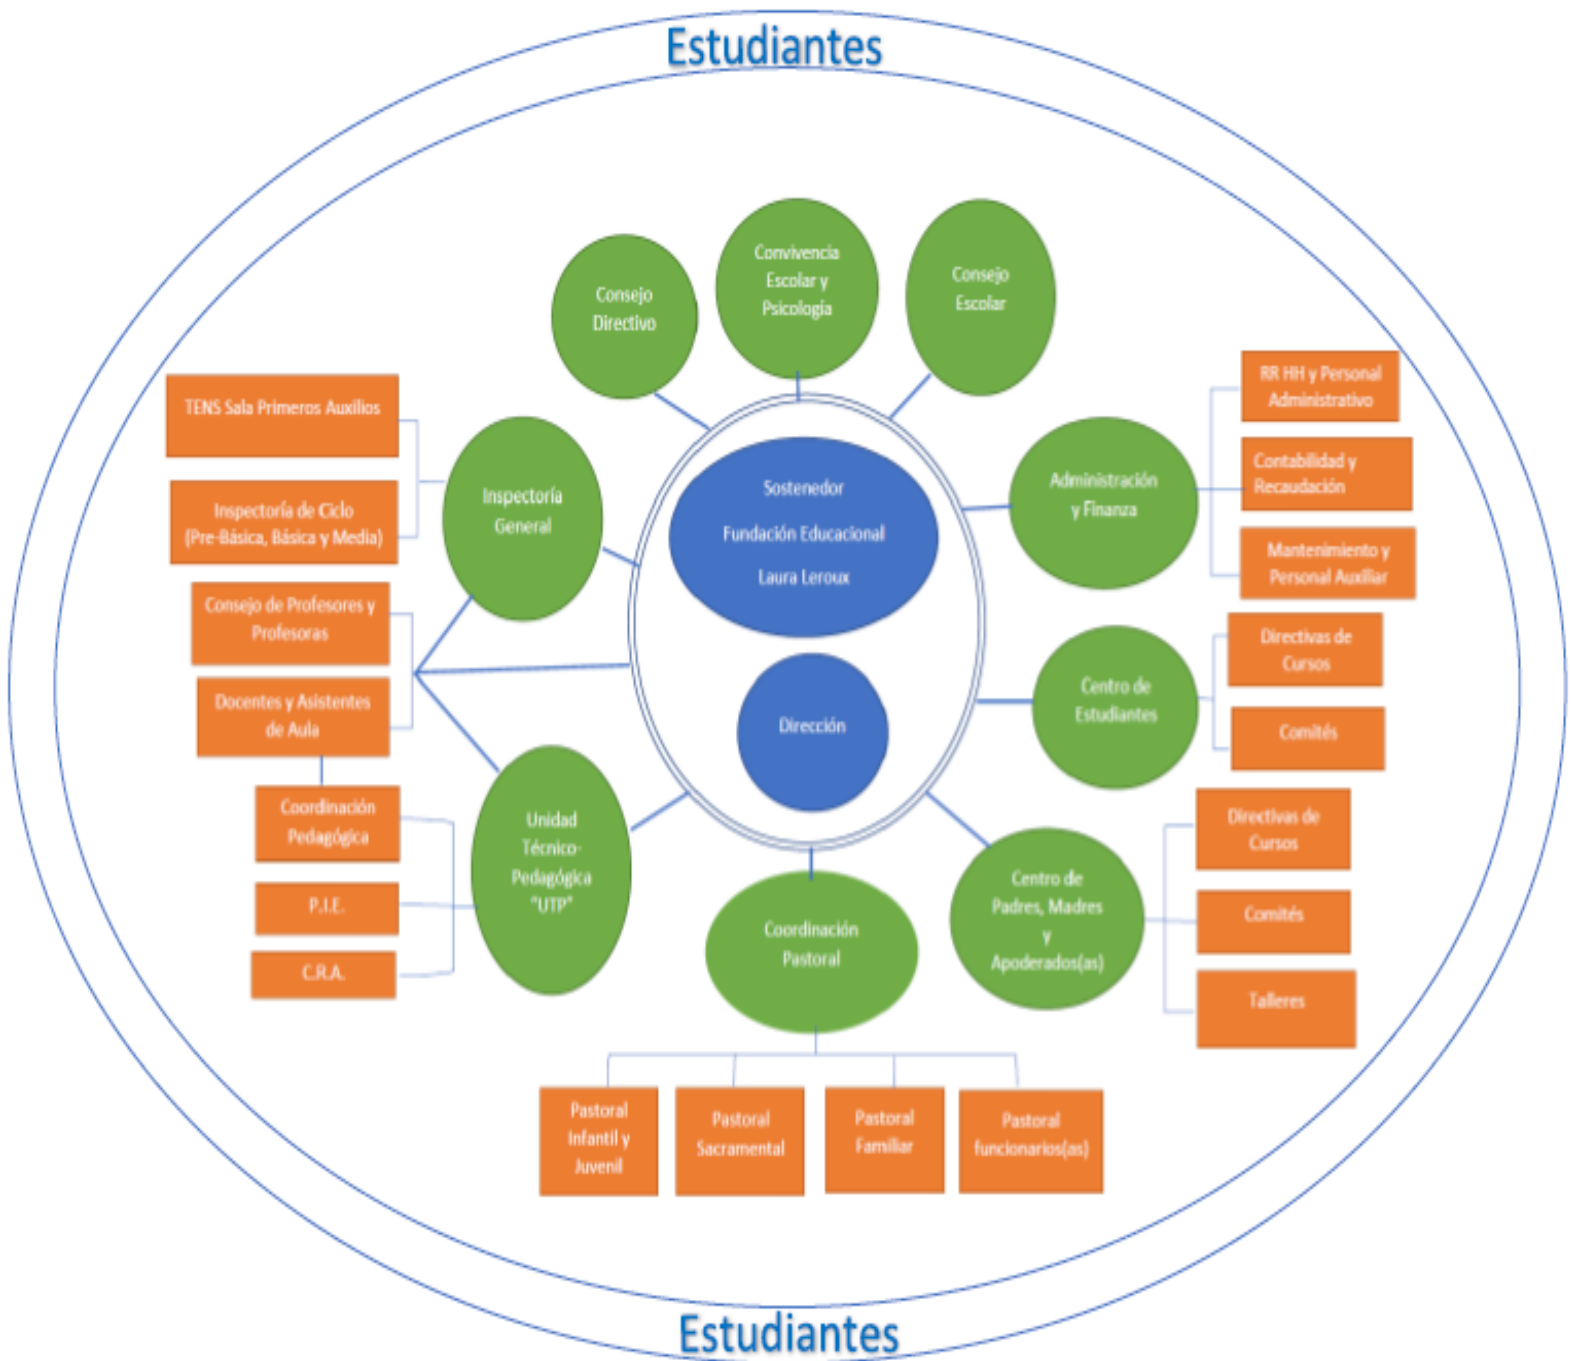 Estudiantes
Consejo
Directivo
Convivencia
Escolar y
Psicología
Consejo
Escolar
TENS Sala Primeros Auxilios
Inspectoría de Ciclo
(Pre-Básica, Básica y Media)
Inspectoría
General
Consejo de Profesores y
Profesoras
Docentes y Asistentes
de Aula
Coordinación
Pedagógica
P.I.E.
C.R.A.
Unidad
Técnico-
Pedagógica
"UTP"
Sostenedor
Fundación Educacional
Laura Leroux
Dirección
Administración
y Finanza
RR HH y Personal
Administrativo
Contabilidad y
Recaudación
Mantenimiento y
Personal Auxiliar
Centro de
Estudiantes
Directivas de
Cursos
Comités
Centro de
Padres, Madres
y
Apoderados(as)
Directivas de
Cursos
Comités
Talleres
Coordinación
Pastoral
Pastoral
Infantil y
Juvenil
Pastoral
Sacramental
Pastoral
Familiar
Pastoral
funcionarios(as)
Estudiantes